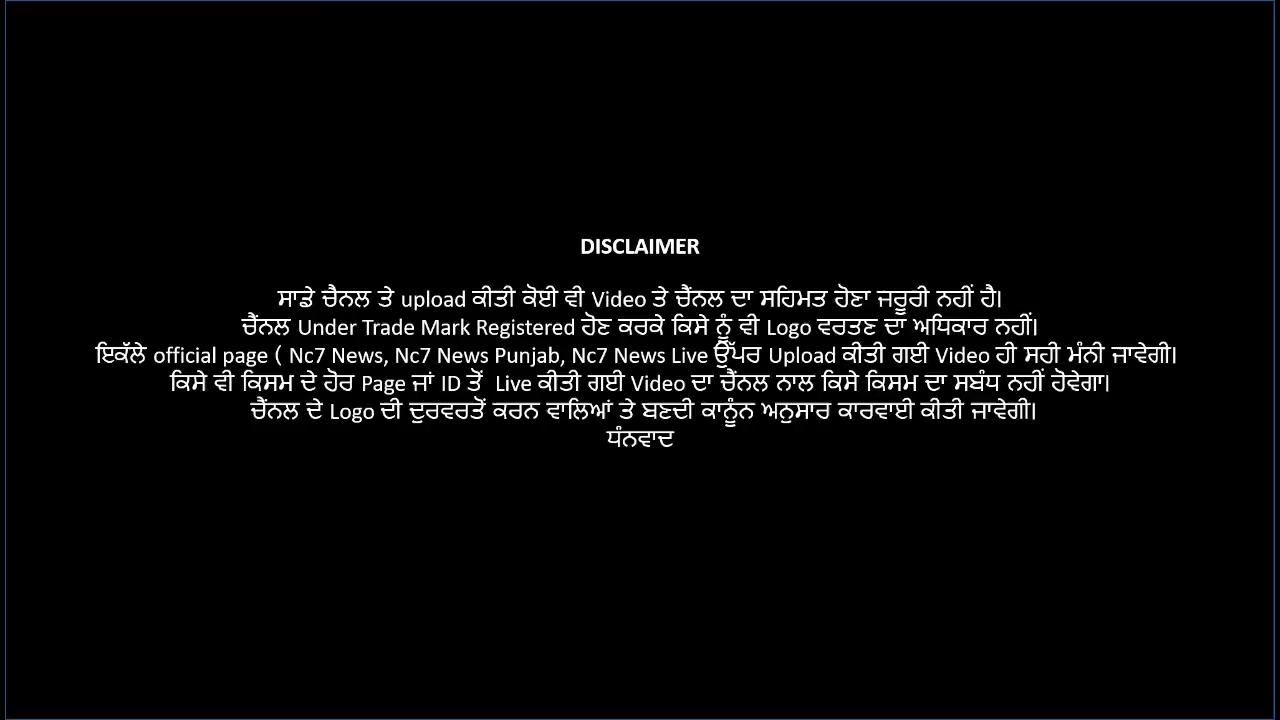 DISCLAIMER
ਸਾਡੇ ਚੈਨਲ ਤੇ upload ਕੀਤੀ ਕੋਈ ਵੀ Video ਤੇ ਚੈੱਨਲ ਦਾ ਸਹਿਮਤ ਹੋਣਾ ਜਰੂਰੀ ਨਹੀਂ ਹੈ।
ਚੈੱਨਲ Under Trade Mark Registered ਹੋਣ ਕਰਕੇ ਕਿਸੇ ਨੂੰ ਵੀ Logo ਵਰਤਣ ਦਾ ਅਧਿਕਾਰ ਨਹੀਂ।
ਇਕੱਲੇ official page ( Nc7 News, Nc7 News Punjab, Nc7 News Live ਉੱਪਰ Upload ਕੀਤੀ ਗਈ Video ਹੀ ਸਹੀ ਮੰਨੀ ਜਾਵੇਗੀ।
ਕਿਸੇ ਵੀ ਕਿਸਮ ਦੇ ਹੋਰ Page ਜਾਂ ID ਤੋਂ Live ਕੀਤੀ ਗਈ Video ਦਾ ਚੈੱਨਲ ਨਾਲ ਕਿਸੇ ਕਿਸਮ ਦਾ ਸਬੰਧ ਨਹੀਂ ਹੋਵੇਗਾ।
ਚੈੱਨਲ ਦੇ Logo ਦੀ ਦੁਰਵਰਤੋਂ ਕਰਨ ਵਾਲਿਆਂ ਤੇ ਬਣਦੀ ਕਾਨੂੰਨ ਅਨੁਸਾਰ ਕਾਰਵਾਈ ਕੀਤੀ ਜਾਵੇਗੀ।
ਧੰਨਵਾਦ